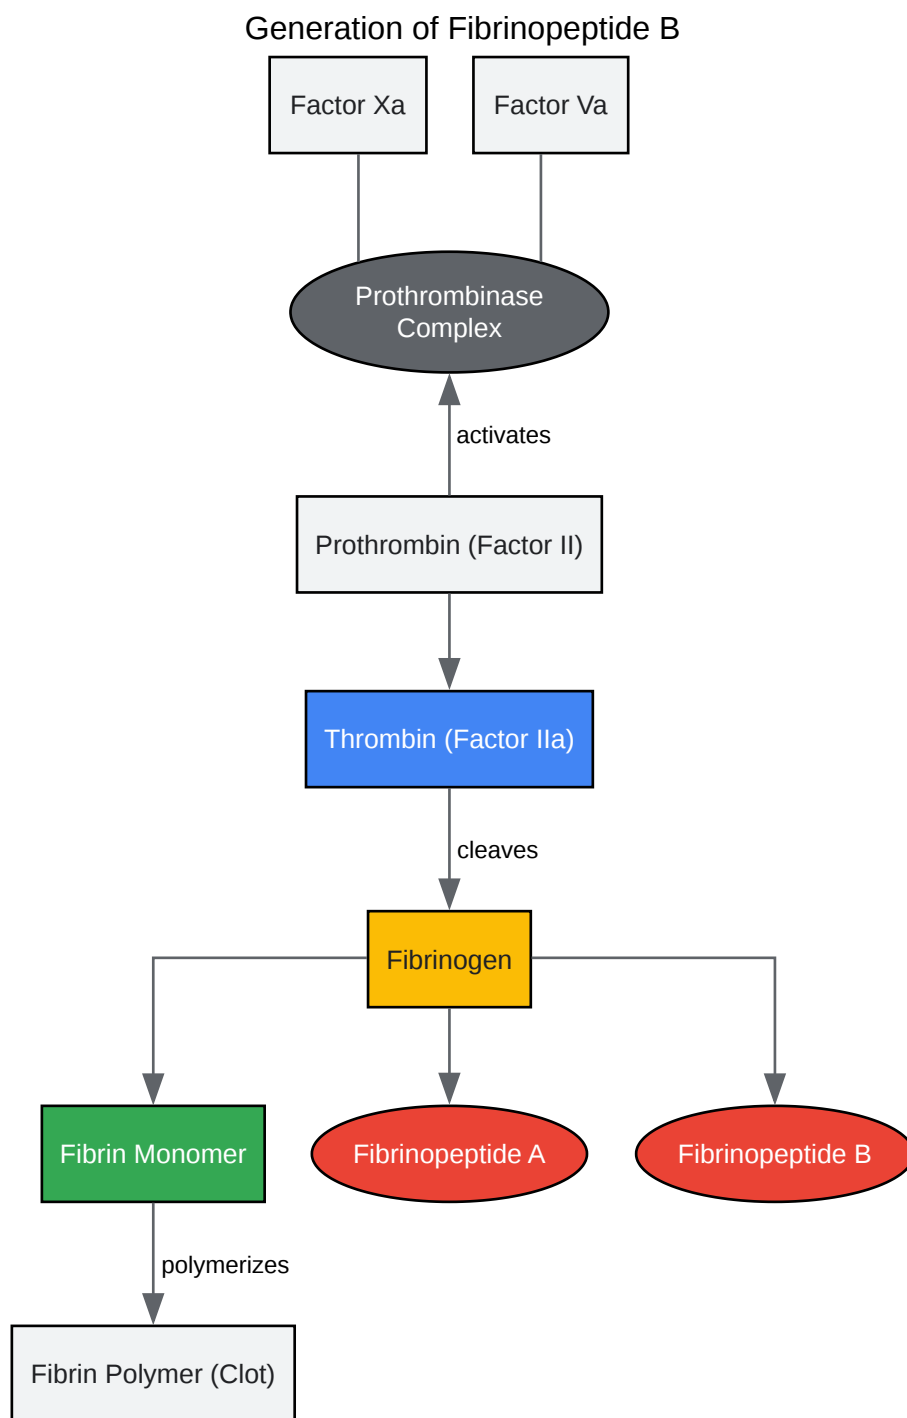 Generation of Fibrinopeptide B
Factor Xa
Factor Va
Prothrombinase
Complex
activates
Prothrombin (Factor II)
Thrombin (Factor IIa)
cleaves
Fibrinogen
Fibrin Monomer
Fibrinopeptide A
Fibrinopeptide B
polymerizes
Fibrin Polymer (Clot)